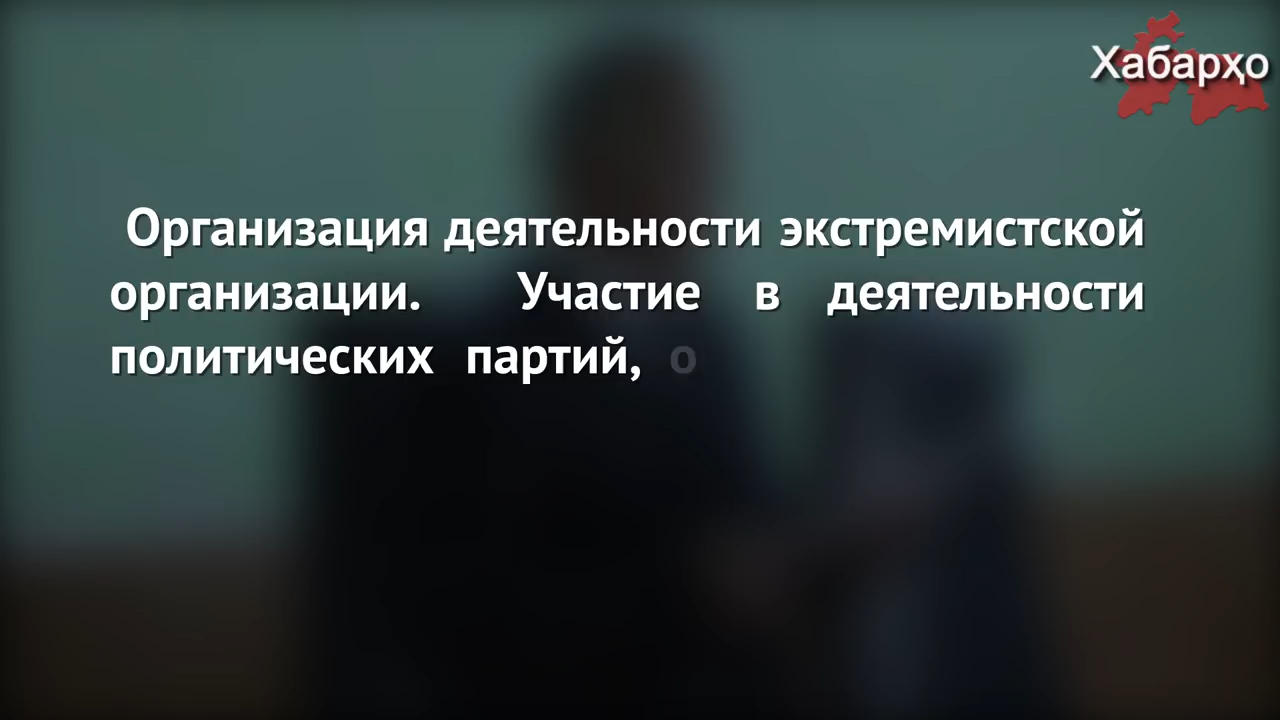 Хабарҳо
Организация деятельности экстремистской
организации. Участие в деятельности
политических партий, о